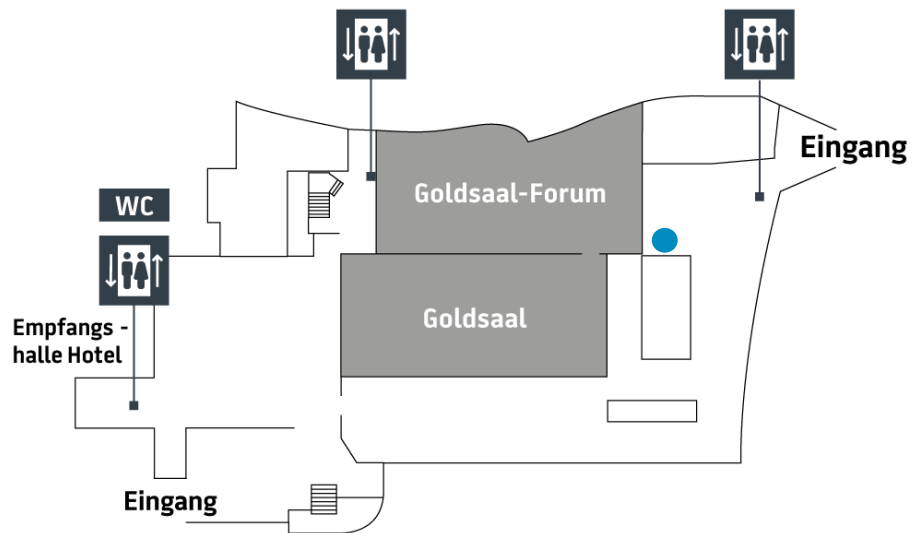 Eingang
Goldsaal-Forum
WC
Goldsaal
Empfangs -
halle Hotel
Eingang